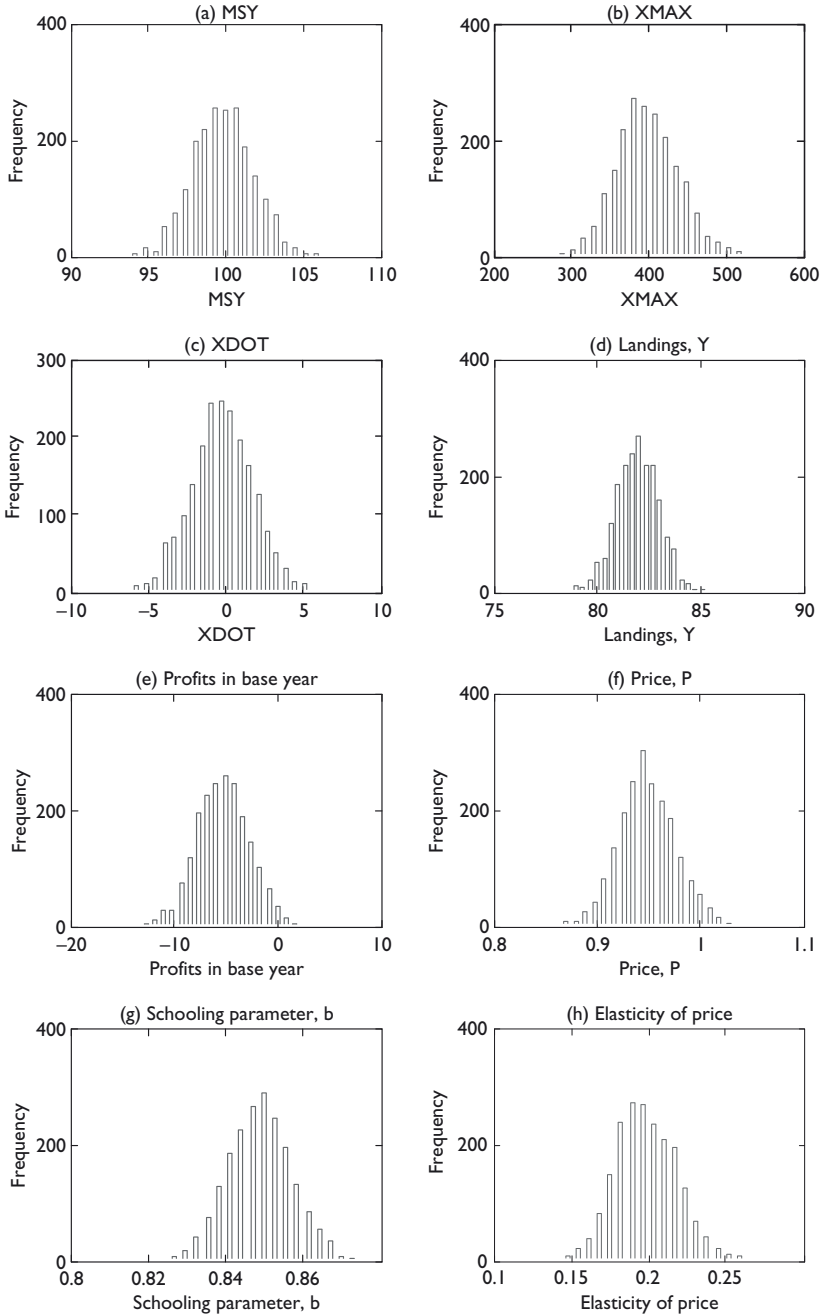 (a) MSY
400
200
0
Frequency
90 95 100 105 110
MSY
(b) XMAX
400
200
0
Frequency
200 300 400 500 600
XMAX
(c) XDOT
300
200
100
0
Frequency
–10 –5 0 5 10
XDOT
(d) Landings, Y
400
200
0
Frequency
75 80 85 90
Landings, Y
(e) Profits in base year
400
200
0
Frequency
–20 –10 0 10
Profits in base year
(f) Price, P
400
200
0
Frequency
0.8 0.9 1 1.1
Price, P
(g) Schooling parameter, b
400
200
0
Frequency
0.8 0.82 0.84 0.86
Schooling parameter, b
(h) Elasticity of price
400
200
0
Frequency
0.1 0.15 0.2 0.25
Elasticity of price